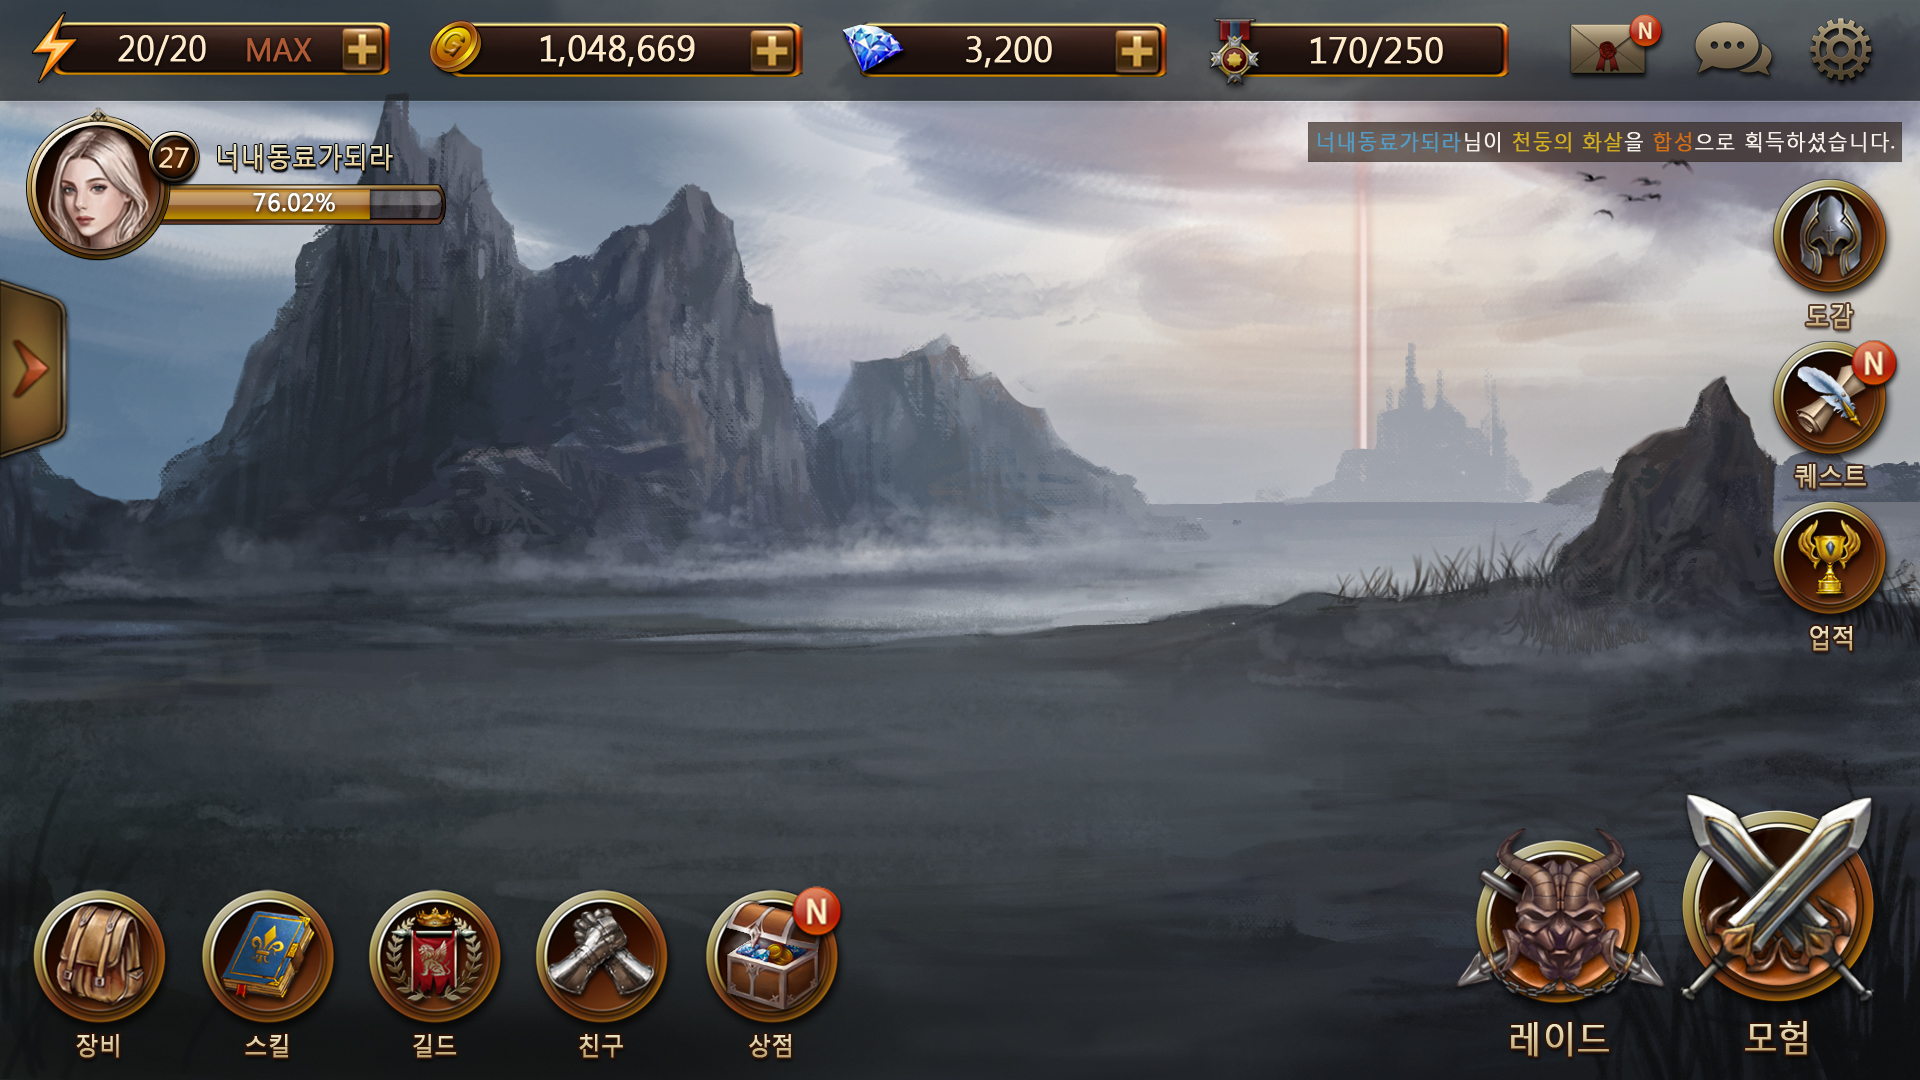 20/20 MAX
1,048,669
3,200
170/250
N
27 너내동료가되라
76.02%
너내동료가되라님이 천둥의 화살을 합성으로 획득하셨습니다.
도감
N
퀘스트
업적
N
장비
스킬
길드
친구
상점
레이드
모험